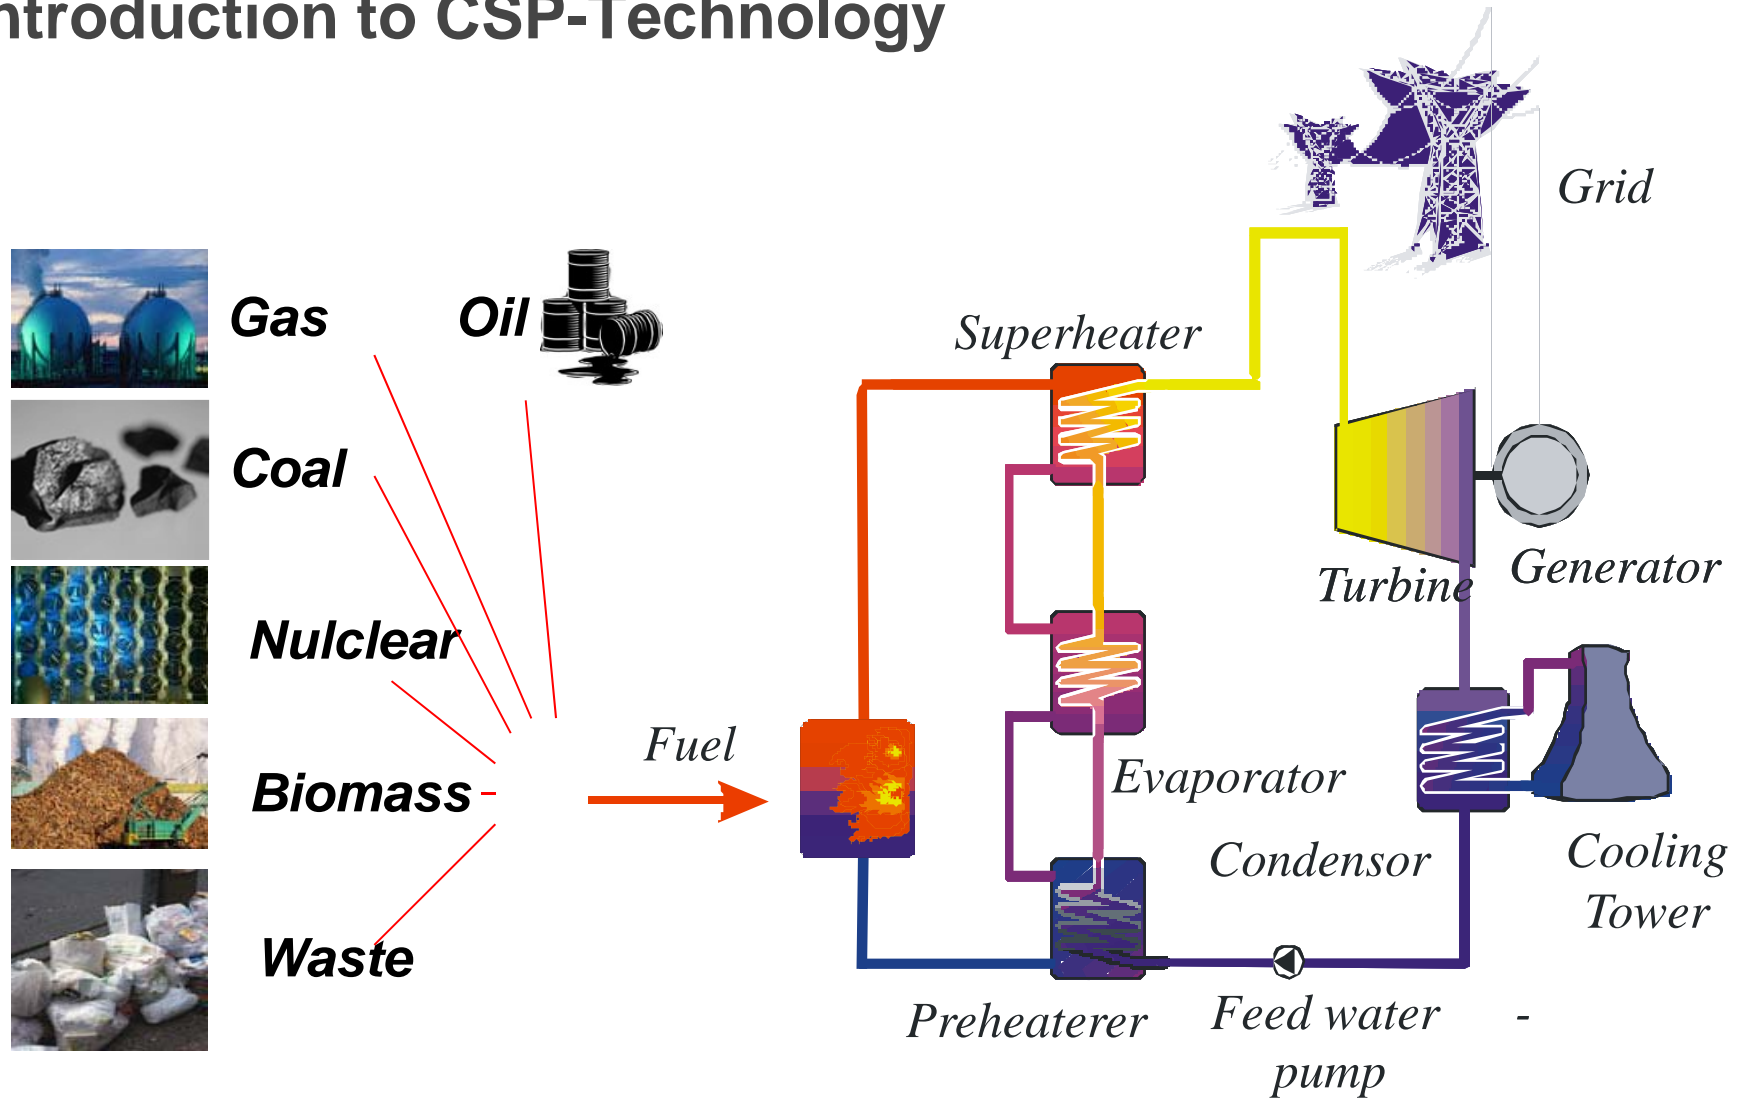 ntroduction to CSP-Technology
Grid
Gas
Oil
Superheater
Coal
Turbine
Generator
Nulclear
Fuel
Evaporator
Biomass
Condensor
Cooling
Tower
Waste
Preheaterer
Feed water -
pump